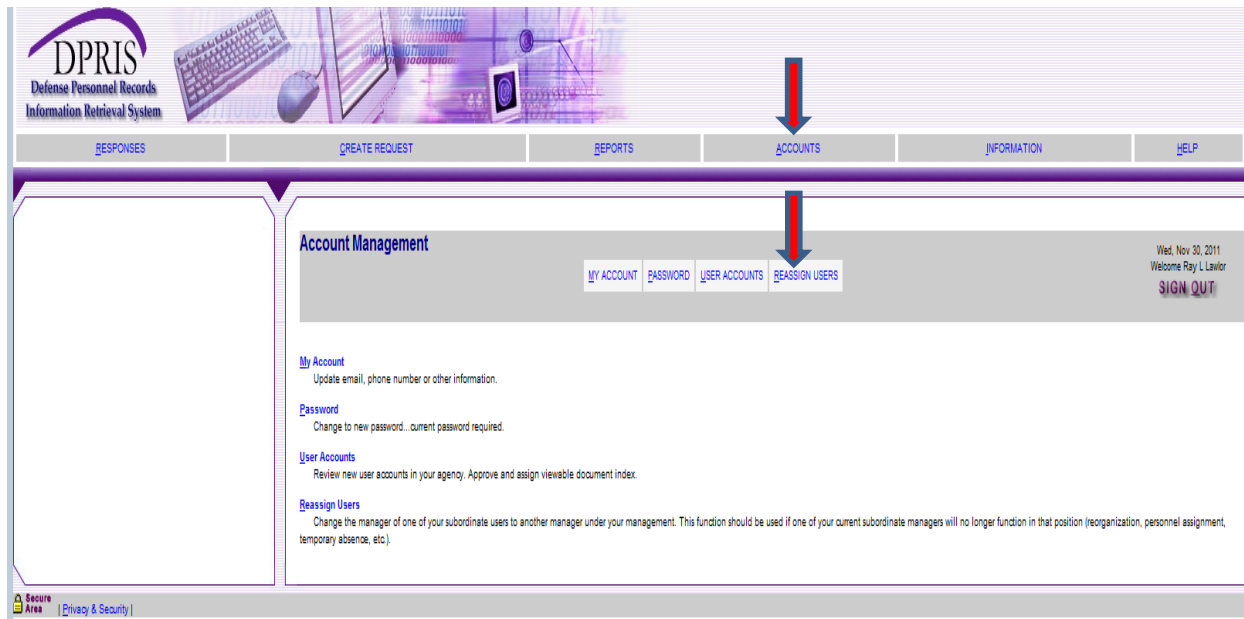 DPRIS
Defense Personnel Records
Information Retrieval System
RESPONSES CREATE REQUEST REPORTS ACCOUNTS INFORMATION HELP
Account Management
MY ACCOUNT PASSWORD USER ACCOUNTS REASSIGN USERS
Wed, Nov 30, 2011
Welcome Ray L Lawlor
SIGN OUT
My Account
Update email, phone number or other information.
Password
Change to new password...current password required.
User Accounts
Review new user accounts in your agency. Approve and assign viewable document index.
Reassign Users
Change the manager of one of your subordinate users to another manager under your management. This function should be used if one of your current subordinate managers will no longer function in that position (reorganization, personnel assignment,
temporary absence, etc.).
Secure
Area | Privacy & Security |